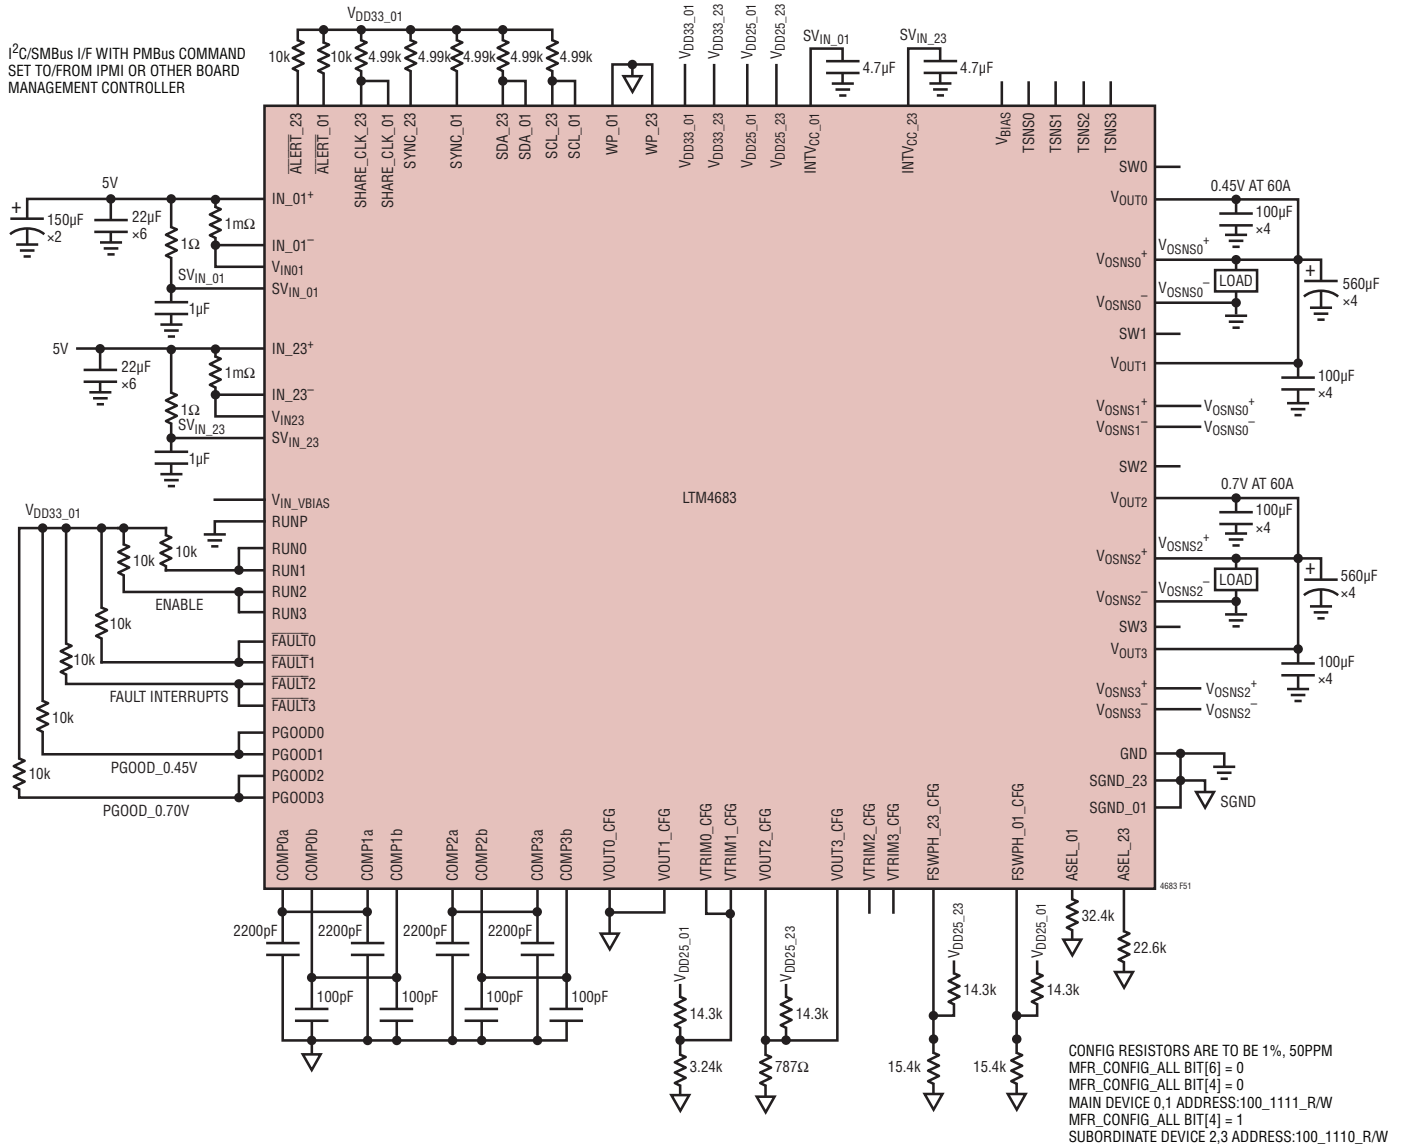 I2C/SMBus I/F WITH PMBus COMMAND
SET TO/FROM IPMI OR OTHER BOARD
MANAGEMENT CONTROLLER
VDD33_01
10k
10k
4.99k
4.99k
4.99k
4.99k
4.99k
VDD33_01
VDD33_23
VDD25_01
VDD25_23
SVIN_01
4.7µF
SVIN_23
4.7µF
ALERT_23
ALERT_01
SHARE_CLK_23
SHARE_CLK_01
SYNC_23
SYNC_01
SDA_23
SDA_01
SCL_23
SCL_01
WP_01
WP_23
VDD33_01
VDD33_23
VDD25_01
VDD25_23
INTVCC_01
INTVCC_23
VBIAS
TSNS0
TSNS1
TSNS2
TSNS3
5V
+
150µF
×2
22µF
×6
1Ω
1mΩ
SVIN_01
1µF
IN_01+
IN_01–
VIN01
SVIN_01
5V
22µF
×6
1Ω
1mΩ
SVIN_23
1µF
IN_23+
IN_23–
VIN23
SVIN_23
VIN_VBIAS
RUNP
RUN0
RUN1
RUN2
RUN3
FAULT0
FAULT1
FAULT2
FAULT3
PGOOD0
PGOOD1
PGOOD2
PGOOD3
VDD33_01
10k
10k
ENABLE
10k
10k
FAULT INTERRUPTS
10k
PGOOD_0.45V
10k
PGOOD_0.70V
LTM4683
SW0
VOUT0
VOSNS0+
VOSNS0–
SW1
VOUT1
VOSNS1+
VOSNS1–
SW2
VOUT2
VOSNS2+
VOSNS2–
SW3
VOUT3
VOSNS3+
VOSNS3–
GND
SGND_23
SGND_01
0.45V AT 60A
100µF
×4
VOSNS0+
LOAD
VOSNS0–
+
560µF
×4
100µF
×4
VOSNS0+
VOSNS0–
0.7V AT 60A
100µF
×4
VOSNS2+
LOAD
VOSNS2–
+
560µF
×4
100µF
×4
VOSNS2+
VOSNS2–
SGND
COMP0a
COMP0b
COMP1a
COMP1b
COMP2a
COMP2b
COMP3a
COMP3b
VOUT0_CFG
VOUT1_CFG
VTRIM0_CFG
VTRIM1_CFG
VOUT2_CFG
VOUT3_CFG
VTRIM2_CFG
VTRIM3_CFG
FSWPH_23_CFG
FSWPH_01_CFG
ASEL_01
ASEL_23
4683 F51
2200pF
2200pF
2200pF
2200pF
100pF
100pF
100pF
100pF
VDD25_01
14.3k
3.24k
VDD25_23
14.3k
787Ω
VDD25_23
14.3k
15.4k
VDD25_01
14.3k
15.4k
32.4k
22.6k
CONFIG RESISTORS ARE TO BE 1%, 50PPM
MFR_CONFIG_ALL BIT[6] = 0
MFR_CONFIG_ALL BIT[4] = 0
MAIN DEVICE 0,1 ADDRESS:100_1111_R/W
MFR_CONFIG_ALL BIT[4] = 1
SUBORDINATE DEVICE 2,3 ADDRESS:100_1110_R/W